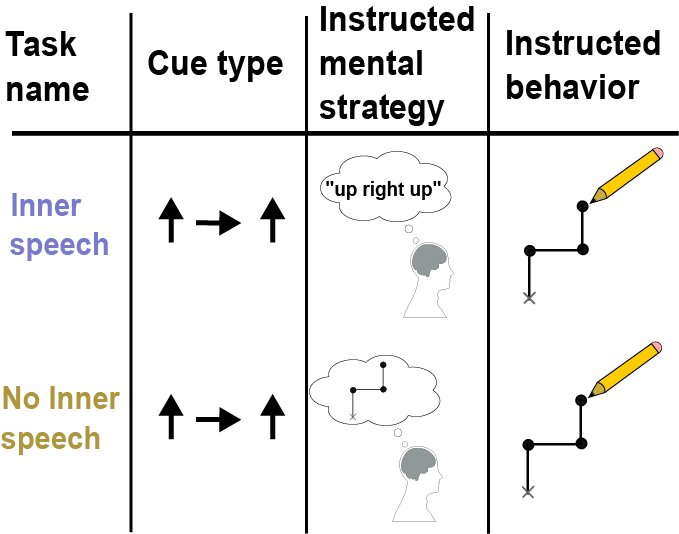 Task
name
Cue type
Instructed
mental
strategy
Instructed
behavior
Inner
speech
"up right up"
No Inner
speech